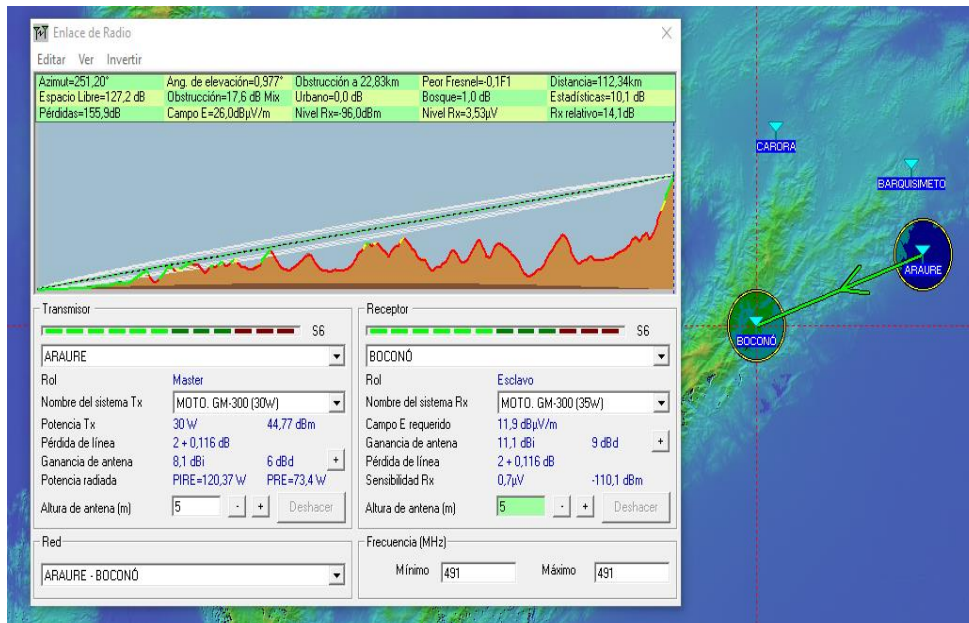 Enlace de Radio
Editar Ver Invertir
Azimut=251,20° Ang. de elevación=0,977° Obstrucción a 22,83km Peor Fresnel=-0,1F1 Distancia=112,34km
Espacio Libre=127,2 dB Obstrucción=17,6 dB Mix Urbano=0,0 dB Bosque=1,0 dB Estadísticas=10,1 dB
Pérdidas=155,9dB Campo E=26,0dBµV/m Nivel Rx=-96,0dBm Nivel Rx=3,53µV Rx relativo=14,1dB
CARORA
BARQUISIMETO
ARAURE
BOCONÓ
Transmisor
S6
ARAURE
Rol Master
Nombre del sistema Tx MOTO. GM-300 (30W)
Potencia Tx 30 W 44,77 dBm
Pérdida de línea 2 + 0,116 dB
Ganancia de antena 8,1 dBi 6 dBd +
Potencia radiada PIRE=120,37 W PRE=73,4 W
Altura de antena (m) 5 - + Deshacer
Red
ARAURE - BOCONÓ
Receptor
S6
BOCONÓ
Rol Esclavo
Nombre del sistema Rx MOTO. GM-300 (35W)
Campo E requerido 11,9 dBµV/m
Ganancia de antena 11,1 dBi 9 dBd +
Pérdida de línea 2 + 0,116 dB
Sensibilidad Rx 0,7µV -110,1 dBm
Altura de antena (m) 5 - + Deshacer
Frecuencia (MHz)
Mínimo 491 Máximo 491